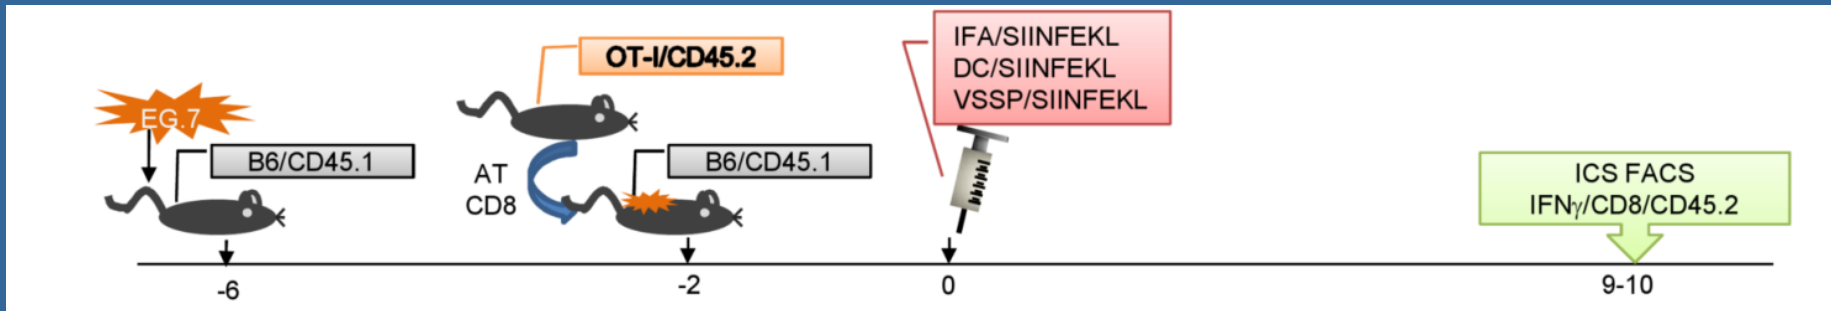 EG.7
B6/CD45.1
OT-I/CD45.2
AT
CD8
B6/CD45.1
IFA/SIINFEKL
DC/SIINFEKL
VSSP/SIINFEKL
ICS FACS
IFNγ/CD8/CD45.2
-6
-2
0
9-10